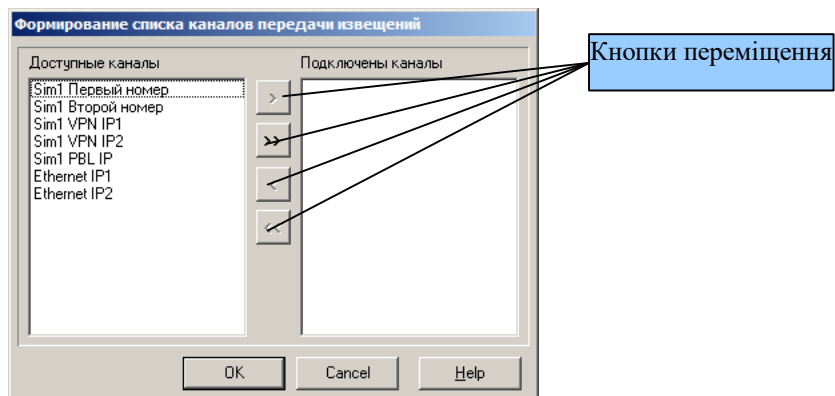 Формирование списка каналов передачи извещений
Доступные каналы
Подключены каналы
Sim1 Первый номер
Sim1 Второй номер
Sim1 VPN IP1
Sim1 VPN IP2
Sim1 PBL IP
Ethernet IP1
Ethernet IP2
>
>>
<
<<
OK
Cancel
Help
Кнопки переміщення